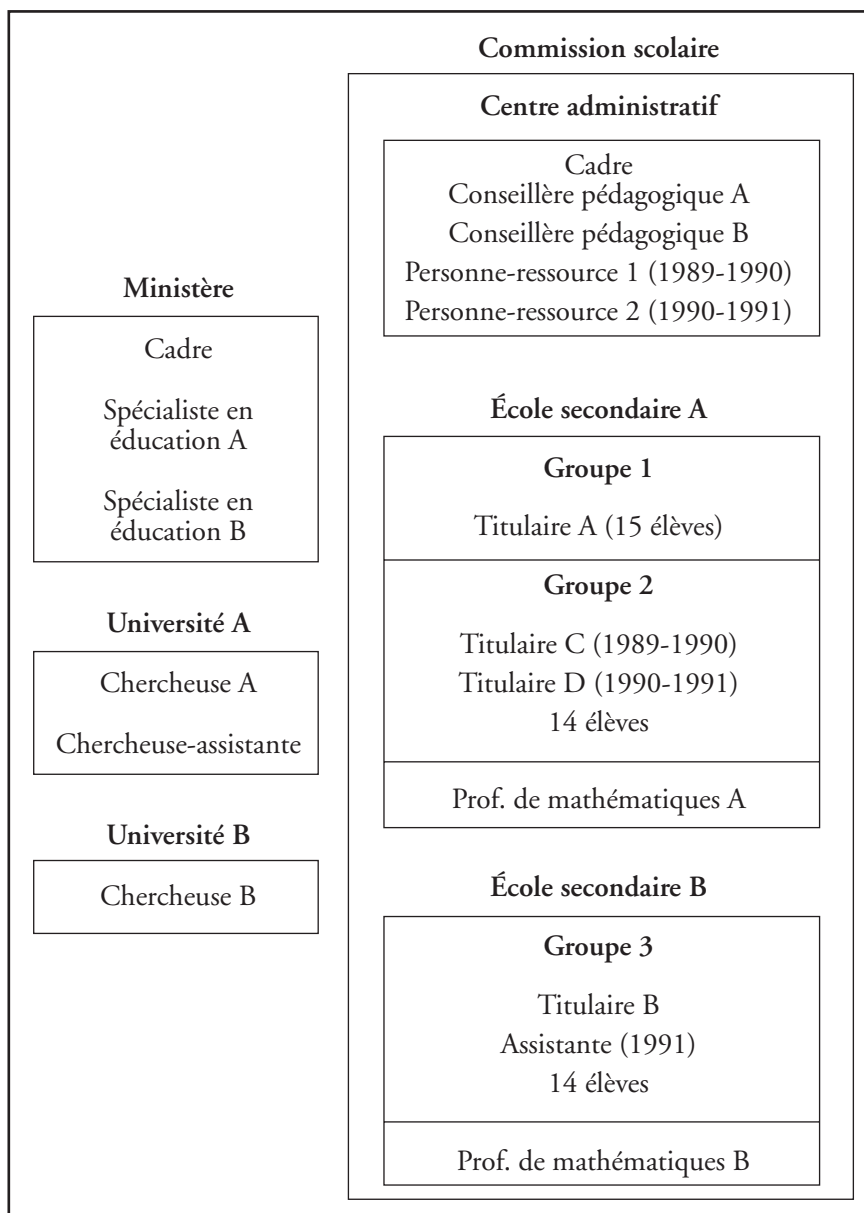 Commission scolaire
Centre administratif
Cadre
Conseillère pédagogique A
Conseillère pédagogique B
Personne-ressource 1 (1989-1990)
Personne-ressource 2 (1990-1991)
Ministère
Cadre
Spécialiste en
éducation A
Spécialiste en
éducation B
Université A
Chercheuse A
Chercheuse-assistante
Université B
Chercheuse B
École secondaire A
Groupe 1
Titulaire A (15 élèves)
Groupe 2
Titulaire C (1989-1990)
Titulaire D (1990-1991)
14 élèves
Prof. de mathématiques A
École secondaire B
Groupe 3
Titulaire B
Assistante (1991)
14 élèves
Prof. de mathématiques B